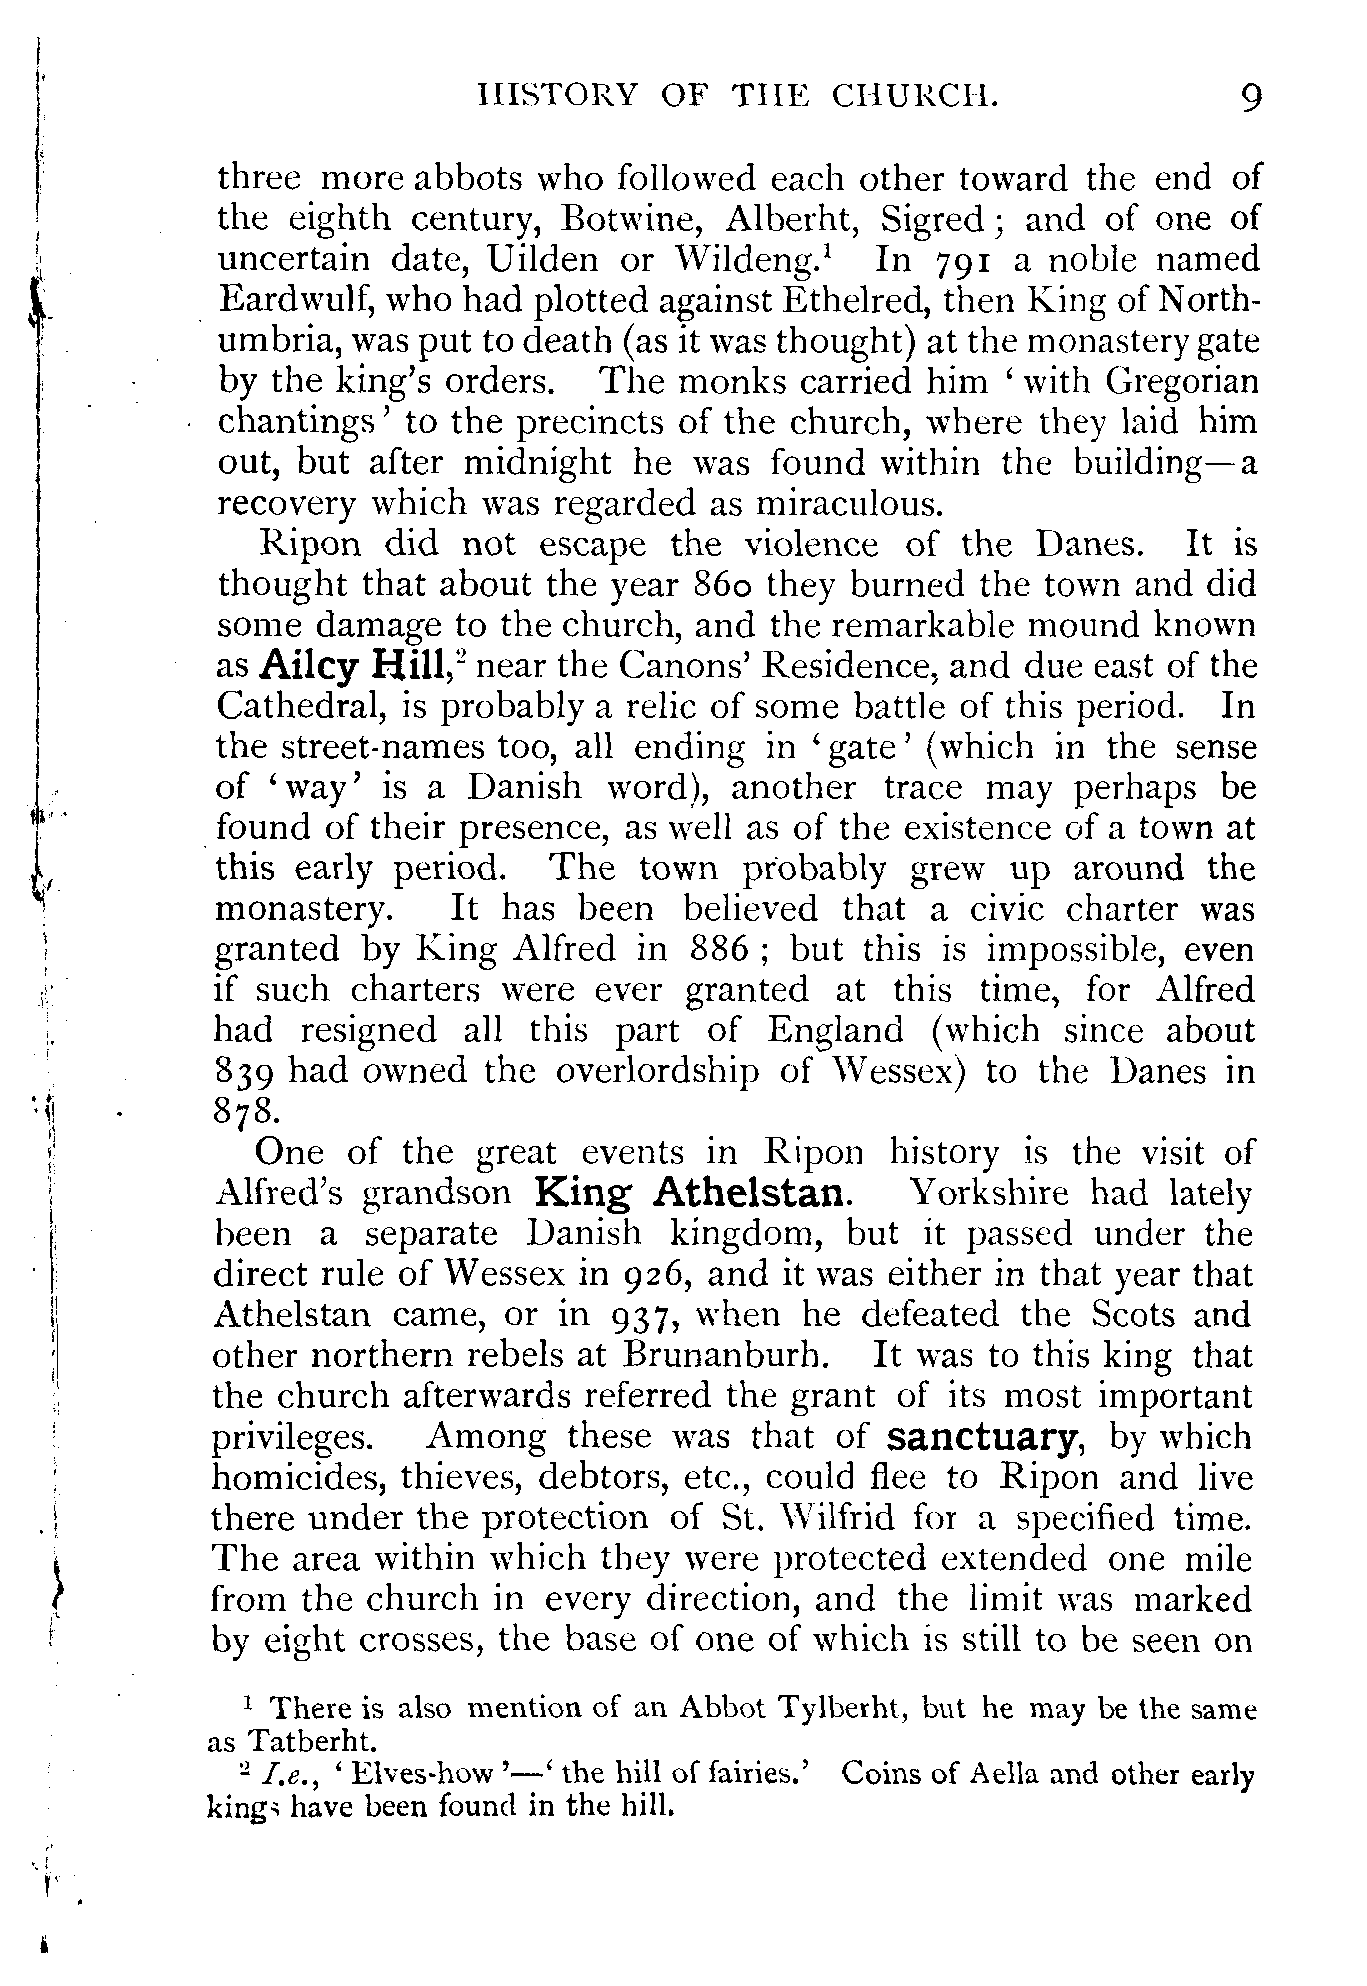 HISTORY OF THE CHURCH. 9
three more abbots who followed each other toward the end of
the eighth century, Botwine, Alberht, Sigred ; and of one of
uncertain date, Uilden or Wildeng.¹ In 791 a noble named
Eardwulf, who had plotted against Ethelred, then King of North-
umbria, was put to death (as it was thought) at the monastery gate
by the king's orders. The monks carried him ‘ with Gregorian
chantings ’ to the precincts of the church, where they laid him
out, but after midnight he was found within the building—a
recovery which was regarded as miraculous.
Ripon did not escape the violence of the Danes. It is
thought that about the year 860 they burned the town and did
some damage to the church, and the remarkable mound known
as Ailcy Hill,² near the Canons' Residence, and due east of the
Cathedral, is probably a relic of some battle of this period. In
the street-names too, all ending in ‘ gate ’ (which in the sense
of ‘ way ’ is a Danish word), another trace may perhaps be
found of their presence, as well as of the existence of a town at
this early period. The town probably grew up around the
monastery. It has been believed that a civic charter was
granted by King Alfred in 886 ; but this is impossible, even
if such charters were ever granted at this time, for Alfred
had resigned all this part of England (which since about
839 had owned the overlordship of Wessex) to the Danes in
878.
One of the great events in Ripon history is the visit of
Alfred's grandson King Athelstan. Yorkshire had lately
been a separate Danish kingdom, but it passed under the
direct rule of Wessex in 926, and it was either in that year that
Athelstan came, or in 937, when he defeated the Scots and
other northern rebels at Brunanburh. It was to this king that
the church afterwards referred the grant of its most important
privileges. Among these was that of sanctuary, by which
homicides, thieves, debtors, etc., could flee to Ripon and live
there under the protection of St. Wilfrid for a specified time.
The area within which they were protected extended one mile
from the church in every direction, and the limit was marked
by eight crosses, the base of one of which is still to be seen on
¹ There is also mention of an Abbot Tylberht, but he may be the same
as Tatberht.
² I.e., ‘ Elves-how ’—‘ the hill of fairies.’ Coins of Aella and other early
kings have been found in the hill.